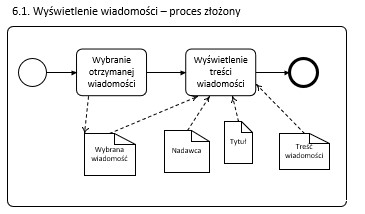 6.1. Wyświetlenie wiadomości – proces złożony
Wybranie
otrzymanej
wiadomości
Wyświetlenie
treści
wiadomości
Wybrana
wiadomość
Nadawca
Tytuł
Treść
wiadomości